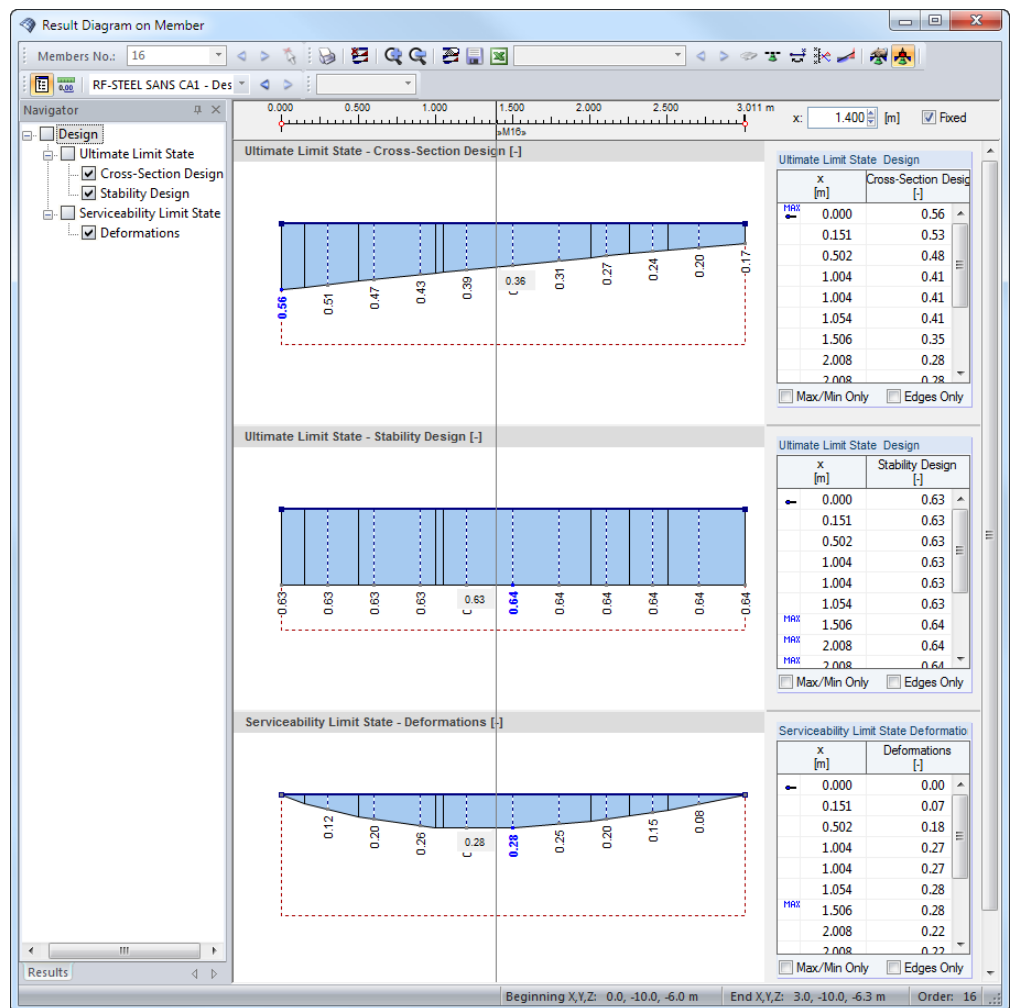 Result Diagram on Member
Members No.: 16
RF-STEEL SANS CA1 - Des
Navigator
Design
Ultimate Limit State
Cross-Section Design
Stability Design
Serviceability Limit State
Deformations
Results
0.000 0.500 1.000 1.500 2.000 2.500 3.011 m
»M16»
x: 1.400 [m] Fixed
Ultimate Limit State - Cross-Section Design [-]
0.56 0.51 0.47 0.43 0.39 0.36 0.31 0.27 0.24 0.20 0.17
Ultimate Limit State Design
x Cross-Section Desig
[m] [-]
MAX 0.000 0.56
0.151 0.53
0.502 0.48
1.004 0.41
1.004 0.41
1.054 0.41
1.506 0.35
2.008 0.28
2.008 0.28
Max/Min Only Edges Only
Ultimate Limit State - Stability Design [-]
0.63 0.63 0.63 0.63 0.63 0.64 0.64 0.64 0.64 0.64
Ultimate Limit State Design
x Stability Design
[m] [-]
0.000 0.63
0.151 0.63
0.502 0.63
1.004 0.63
1.004 0.63
1.054 0.63
MAX 1.506 0.64
MAX 2.008 0.64
MAX 2.008 0.64
Max/Min Only Edges Only
Serviceability Limit State - Deformations [-]
0.12 0.20 0.26 0.28 0.28 0.25 0.20 0.15 0.08
Serviceability Limit State Deformatio
x Deformations
[m] [-]
0.000 0.00
0.151 0.07
0.502 0.18
1.004 0.27
1.004 0.27
1.054 0.28
MAX 1.506 0.28
2.008 0.22
2.008 0.22
Max/Min Only Edges Only
Beginning X,Y,Z: 0.0, -10.0, -6.0 m End X,Y,Z: 3.0, -10.0, -6.3 m Order: 16